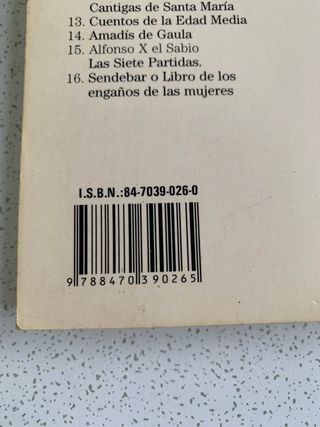 Cantigas de Santa María
13. Cuentos de la Edad Media
14. Amadís de Gaula
15. Alfonso X el Sabio
Las Siete Partidas.
16. Sendebar o Libro de los
engaños de las mujeres
I.S.B.N.:84-7039-026-0
9 788470 390265